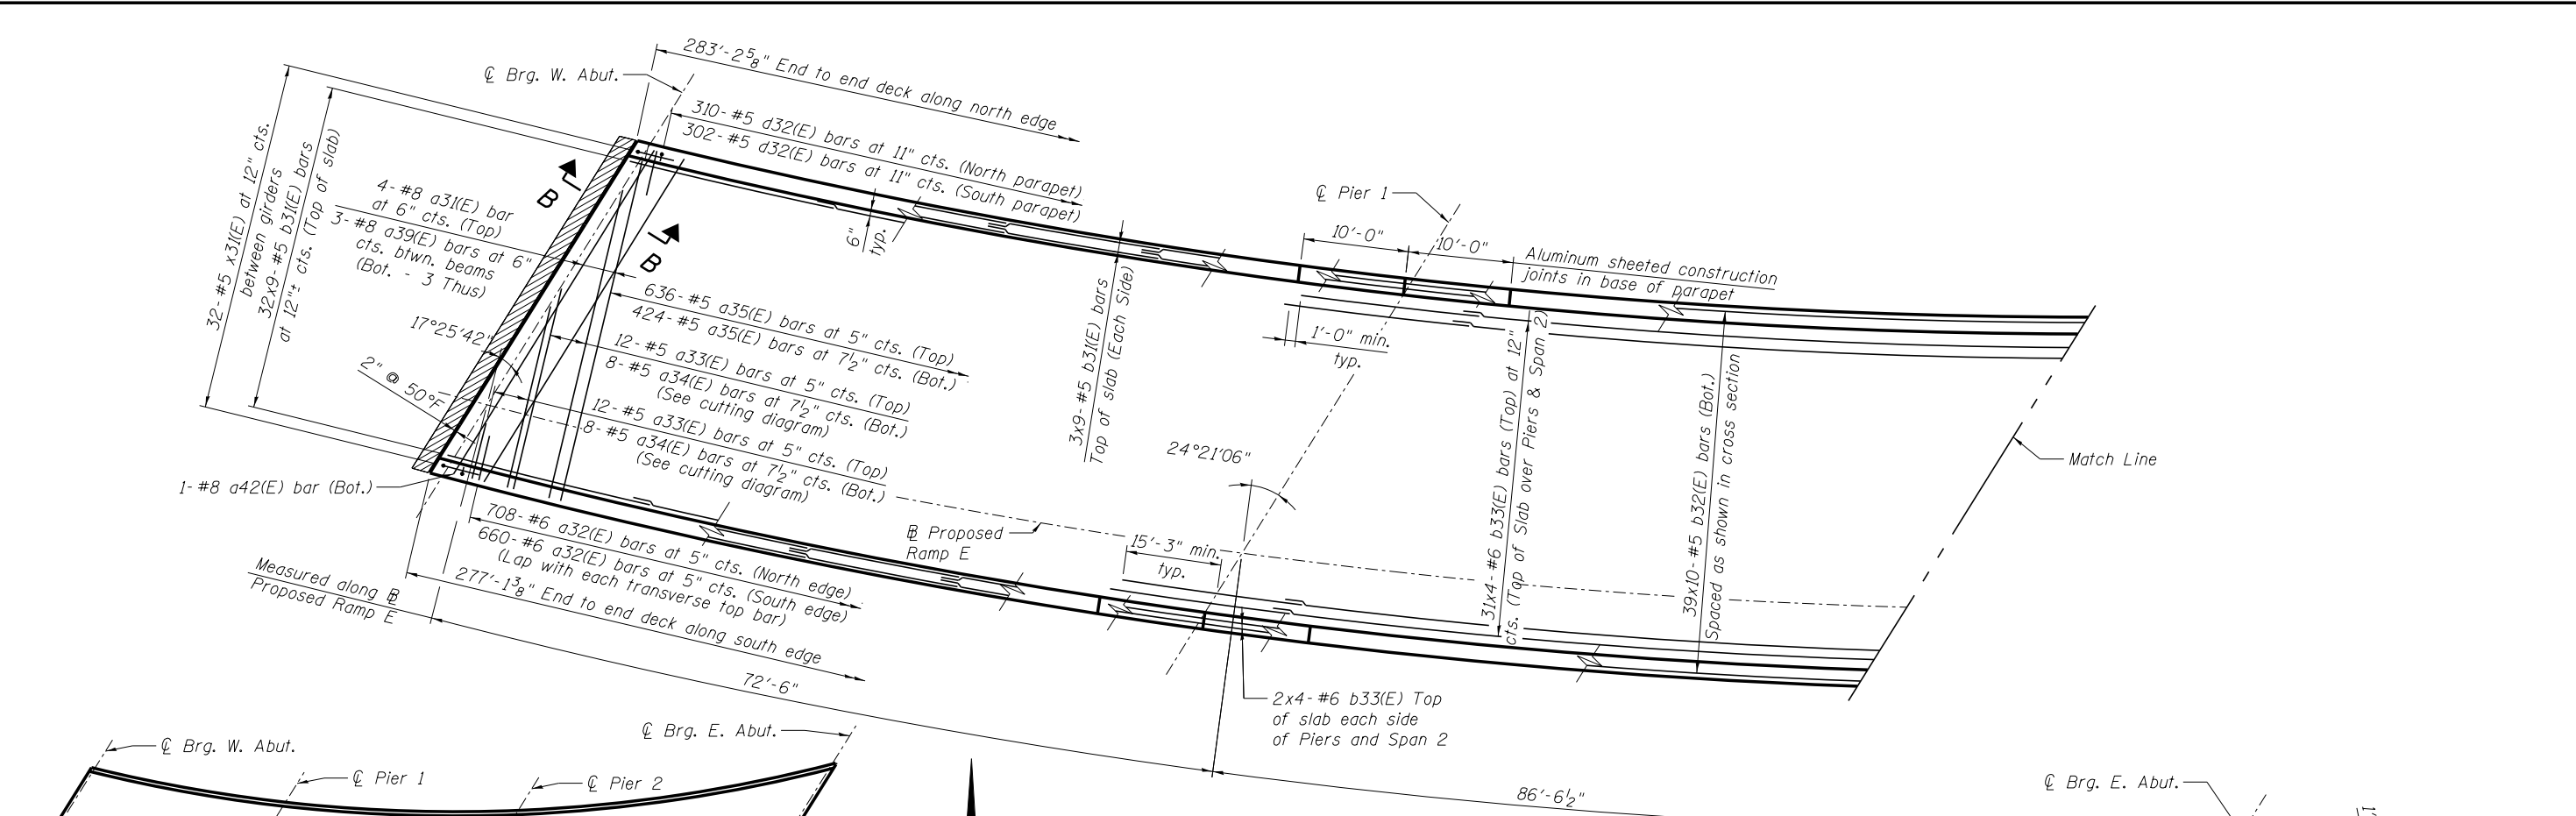 283'-2 5/8" End to end deck along north edge
℄ Brg. W. Abut.
310-#5 d32(E) bars at 11" cts. (North parapet)
302-#5 d32(E) bars at 11" cts. (South parapet)
32-#5 x31(E) at 12" cts.
between girders
32x9-#5 b31(E) bars
at 12"± cts. (Top of slab)
B
4-#8 a31(E) bar
at 6" cts. (Top)
3-#8 a39(E) bars at 6"
cts. btwn. beams
(Bot. - 3 Thus)
B
6"
typ.
17°25'42"
2" @ 50°F
636-#5 a35(E) bars at 5" cts. (Top)
424-#5 a35(E) bars at 7 1/2" cts. (Bot.)
12-#5 a33(E) bars at 5" cts. (Top)
8-#5 a34(E) bars at 7 1/2" cts. (Bot.)
(See cutting diagram)
12-#5 a33(E) bars at 5" cts. (Top)
8-#5 a34(E) bars at 7 1/2" cts. (Bot.)
(See cutting diagram)
1-#8 a42(E) bar (Bot.)
708-#6 a32(E) bars at 5" cts. (North edge)
660-#6 a32(E) bars at 5" cts. (South edge)
(Lap with each transverse top bar)
277'-1 3/8" End to end deck along south edge
Measured along ⅊
Proposed Ramp E
72'-6"
℄ Pier 1
10'-0"
10'-0"
Aluminum sheeted construction
joints in base of parapet
3x9-#5 b31(E) bars
Top of slab (Each Side)
1'-0" min.
typ.
24°21'06"
⅊ Proposed
Ramp E
15'-3" min.
typ.
31x4-#6 b33(E) bars (Top) at 12"
cts. (Top of Slab over Piers & Span 2)
39x10-#5 b32(E) bars (Bot.)
Spaced as shown in cross section
Match Line
2x4-#6 b33(E) Top
of slab each side
of Piers and Span 2
86'-6 1/2"
℄ Brg. W. Abut.
℄ Pier 1
℄ Pier 2
℄ Brg. E. Abut.
℄ Brg. E. Abut.